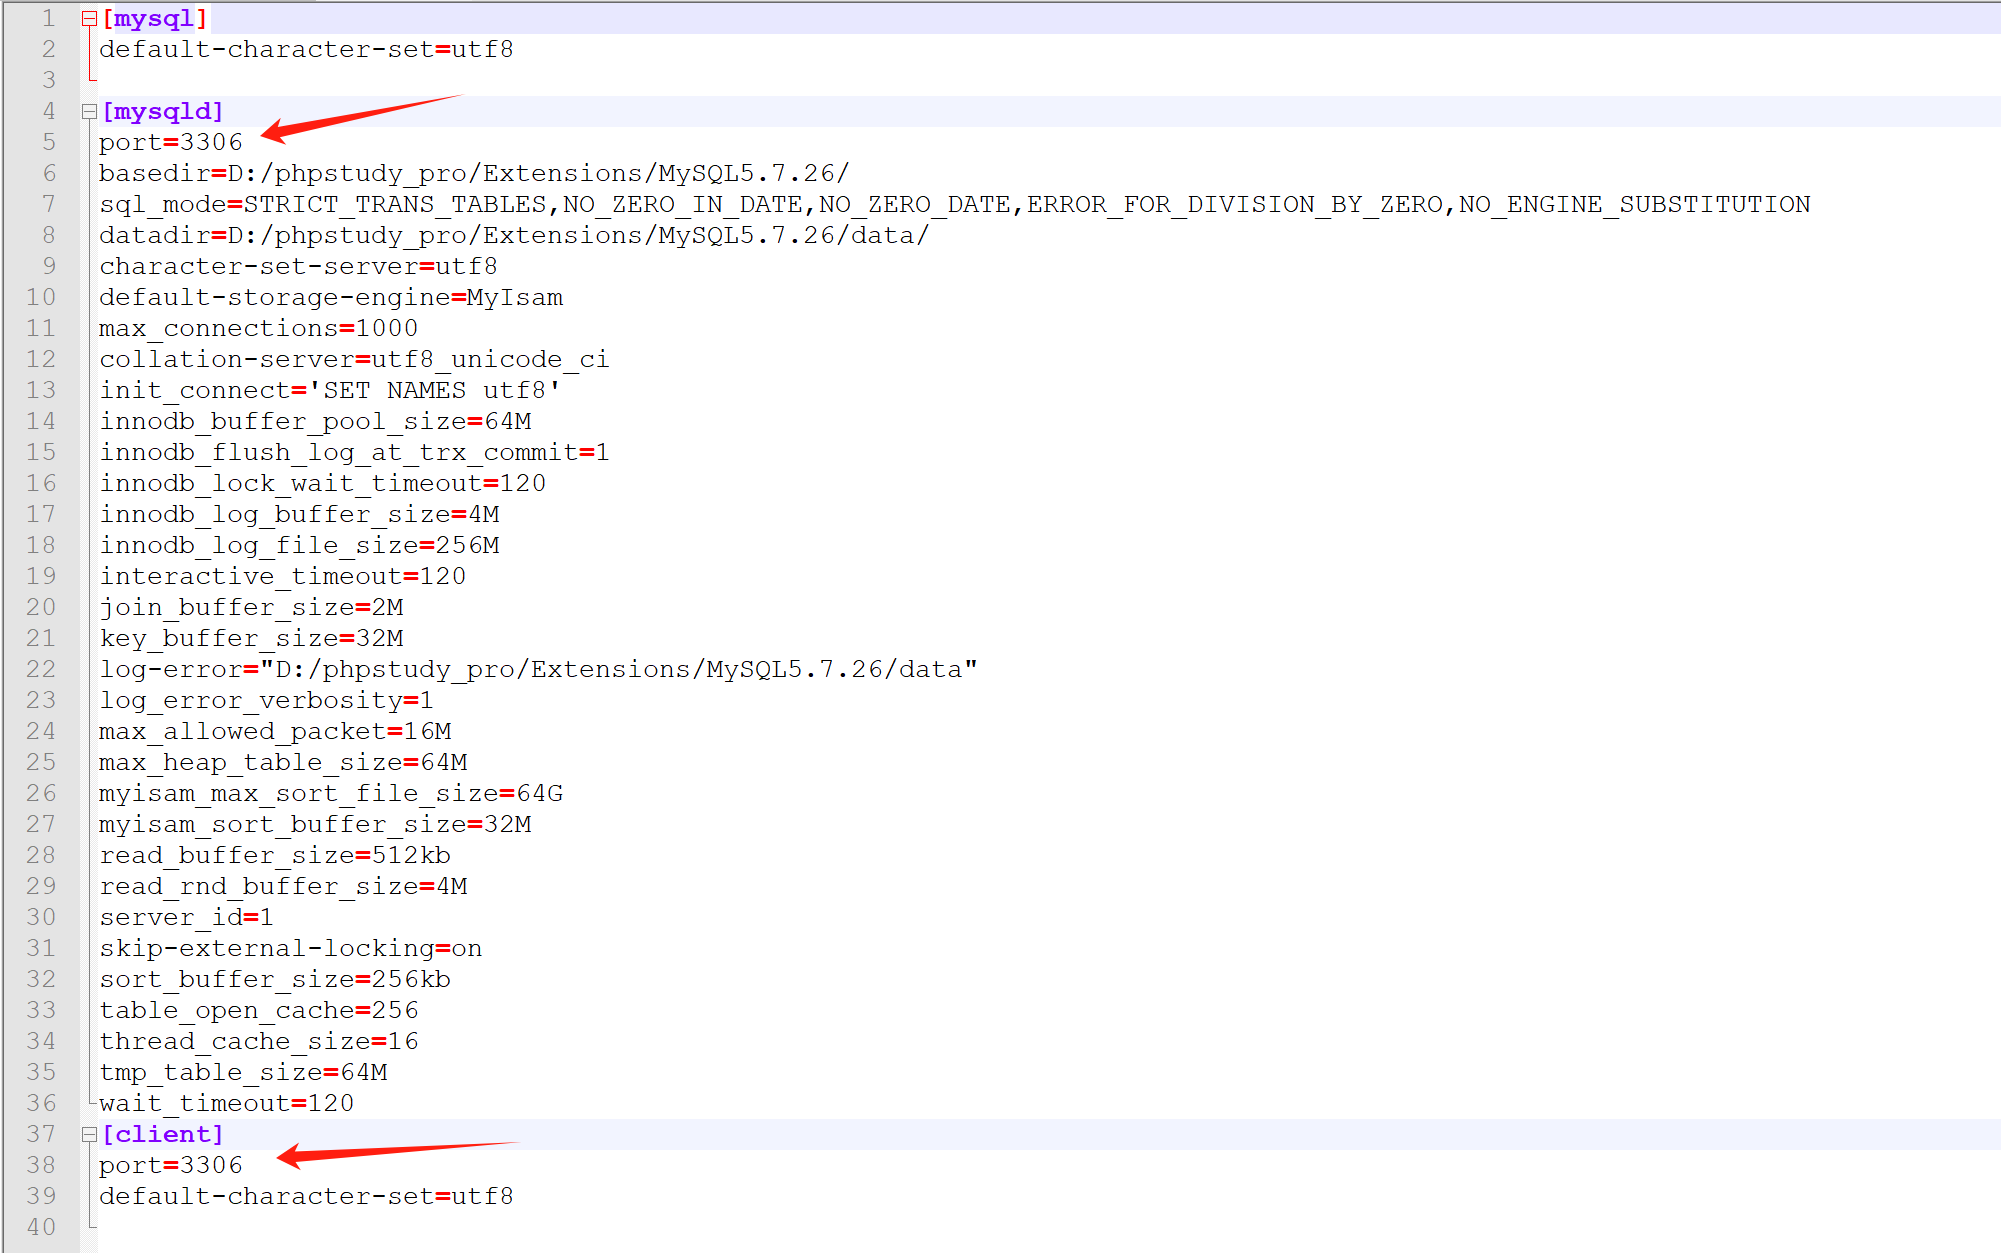 1 [mysql]
2 default-character-set=utf8
3
4 [mysqld]
5 port=3306
6 basedir=D:/phpstudy_pro/Extensions/MySQL5.7.26/
7 sql_mode=STRICT_TRANS_TABLES,NO_ZERO_IN_DATE,NO_ZERO_DATE,ERROR_FOR_DIVISION_BY_ZERO,NO_ENGINE_SUBSTITUTION
8 datadir=D:/phpstudy_pro/Extensions/MySQL5.7.26/data/
9 character-set-server=utf8
10 default-storage-engine=MyIsam
11 max_connections=1000
12 collation-server=utf8_unicode_ci
13 init_connect='SET NAMES utf8'
14 innodb_buffer_pool_size=64M
15 innodb_flush_log_at_trx_commit=1
16 innodb_lock_wait_timeout=120
17 innodb_log_buffer_size=4M
18 innodb_log_file_size=256M
19 interactive_timeout=120
20 join_buffer_size=2M
21 key_buffer_size=32M
22 log-error="D:/phpstudy_pro/Extensions/MySQL5.7.26/data"
23 log_error_verbosity=1
24 max_allowed_packet=16M
25 max_heap_table_size=64M
26 myisam_max_sort_file_size=64G
27 myisam_sort_buffer_size=32M
28 read_buffer_size=512kb
29 read_rnd_buffer_size=4M
30 server_id=1
31 skip-external-locking=on
32 sort_buffer_size=256kb
33 table_open_cache=256
34 thread_cache_size=16
35 tmp_table_size=64M
36 wait_timeout=120
37 [client]
38 port=3306
39 default-character-set=utf8
40